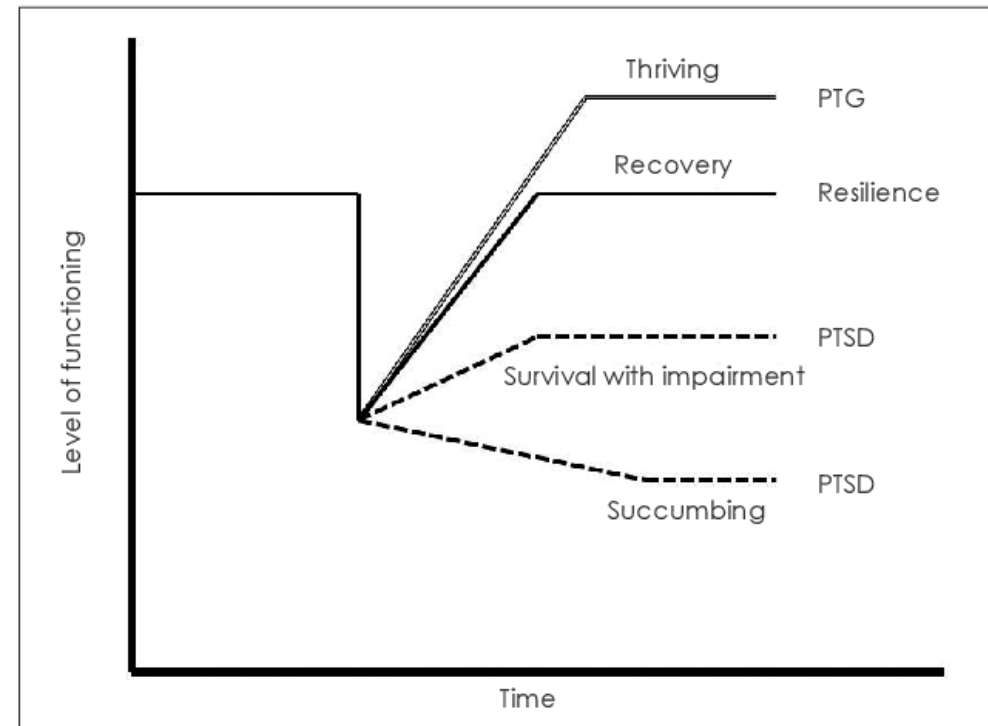 Thriving
PTG
Recovery
Resilience
Level of functioning
PTSD
Survival with impairment
PTSD
Succumbing
Time